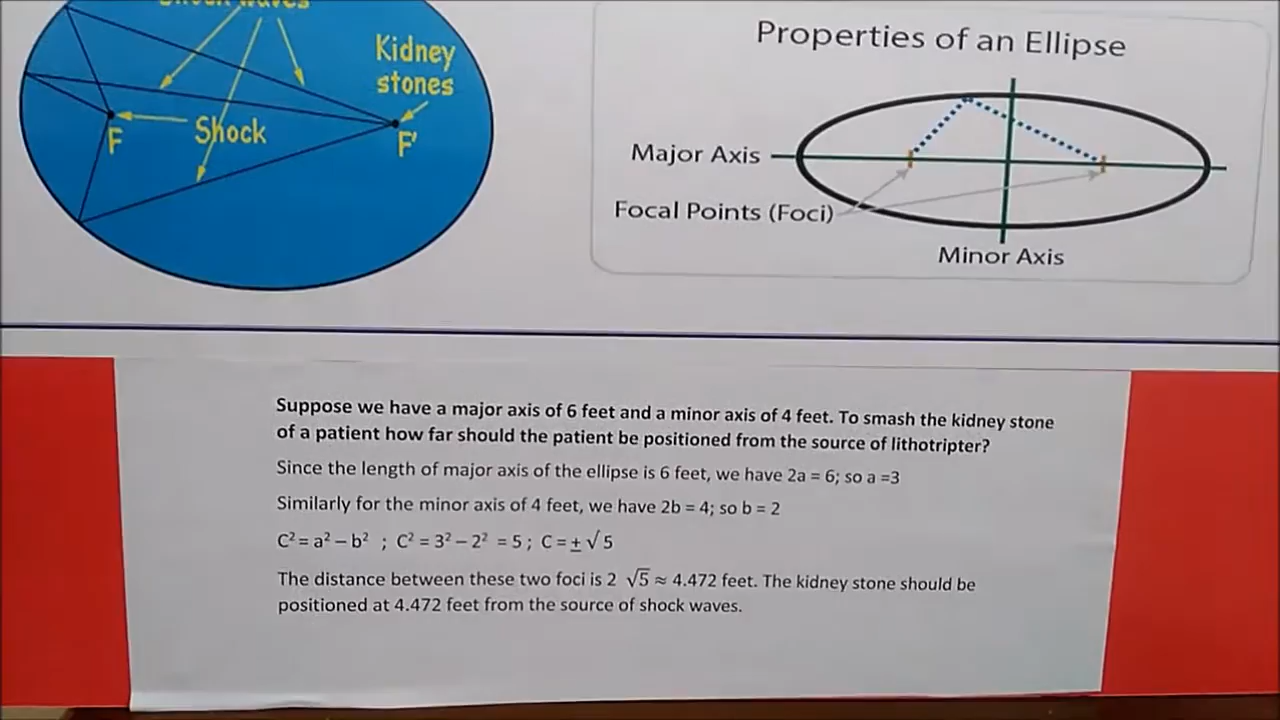 Shock waves
Kidney
stones
F
Shock
F'
Properties of an Ellipse
Major Axis
Focal Points (Foci)
Minor Axis
Suppose we have a major axis of 6 feet and a minor axis of 4 feet. To smash the kidney stone
of a patient how far should the patient be positioned from the source of lithotripter?
Since the length of major axis of the ellipse is 6 feet, we have 2a = 6; so a =3
Similarly for the minor axis of 4 feet, we have 2b = 4; so b = 2
C² = a² – b² ; C² = 3² – 2² = 5 ; C = ± √ 5
The distance between these two foci is 2 √5 ≈ 4.472 feet. The kidney stone should be
positioned at 4.472 feet from the source of shock waves.